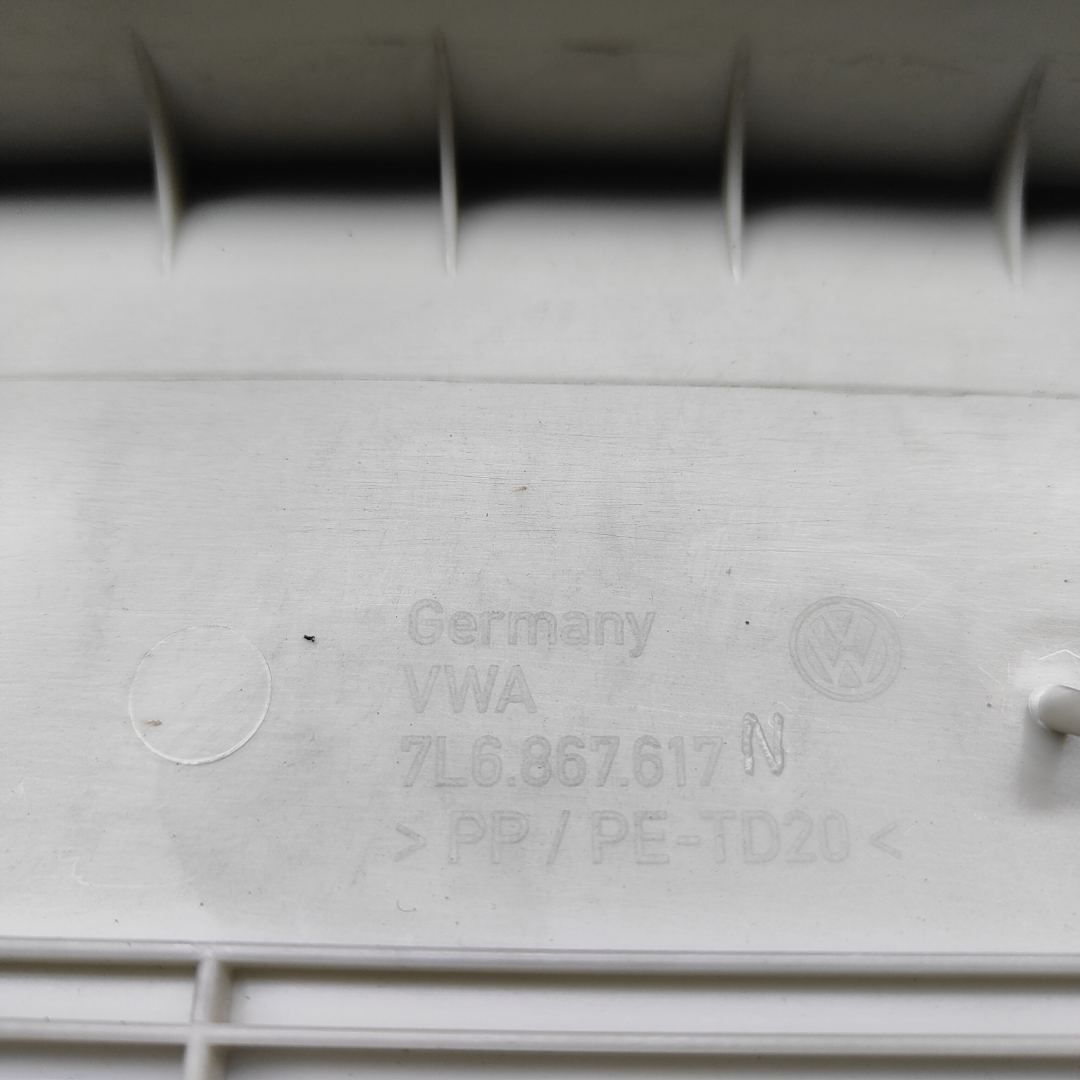 Germany
VWA
7L6.867.617 N
> PP / PE-TD20 <